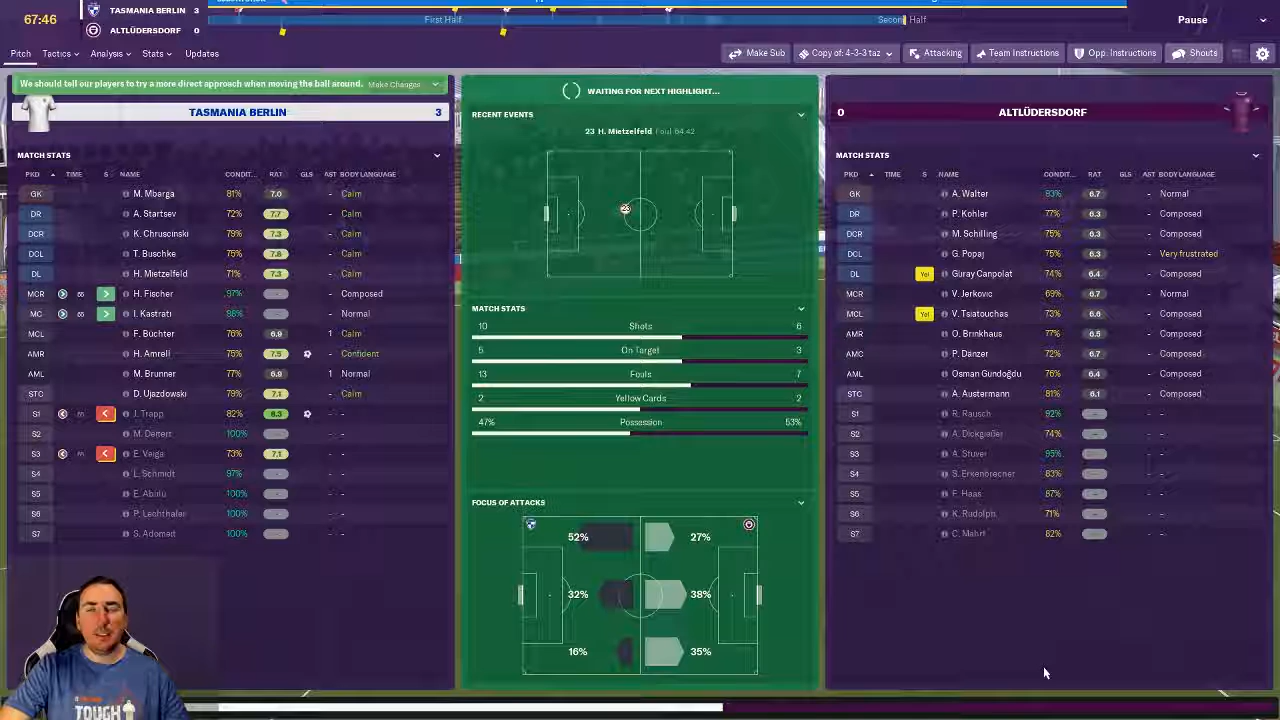 67:46
TASMANIA BERLIN 3
ALTLÜDERSDORF 0
First Half
Second Half
Pause
Pitch Tactics Analysis Stats Updates
Make Sub Copy of: 4-3-3 taz Attacking Team Instructions Opp. Instructions Shouts
We should tell our players to try a more direct approach when moving the ball around. Make Changes
TASMANIA BERLIN 3
MATCH STATS
PKD TIME S NAME CONDIT... RAT GLS AST BODY LANGUAGE
GK M. Mbarga 81% 7.0 - Calm
DR A. Startsev 72% 7.7 - Calm
DCR K. Chruscinski 79% 7.3 - Calm
DCL T. Buschke 75% 7.8 - Calm
DL H. Mietzelfeld 71% 7.3 - Calm
MCR H. Fischer 97% - - Composed
MC I. Kastrati 98% - - Normal
MCL F. Büchter 76% 6.9 1 Calm
AMR H. Amreli 75% 7.5 - Confident
AML M. Brunner 77% 6.9 1 Normal
STC D. Ujazdowski 79% 7.1 - Calm
S1 J. Trapp 82% 8.3 - -
S2 M. Deiters 100% - - -
S3 E. Veiga 73% 7.1 - -
S4 L. Schmidt 97% - - -
S5 E. Abirlü 100% - - -
S6 P. Lechthaler 100% - - -
S7 S. Adomeit 100% - - -
WAITING FOR NEXT HIGHLIGHT...
RECENT EVENTS
23 H. Mietzelfeld Foul 64.42
23
MATCH STATS
10 Shots 6
5 On Target 3
13 Fouls 7
2 Yellow Cards 2
47% Possession 53%
FOCUS OF ATTACKS
52% 27%
32% 38%
16% 35%
0 ALTLÜDERSDORF
MATCH STATS
PKD TIME S NAME CONDIT... RAT GLS AST BODY LANGUAGE
GK A. Walter 83% 6.7 - Normal
DR P. Kohler 77% 6.3 - Composed
DCR M. Schilling 75% 6.3 - Composed
DCL G. Popaj 75% 6.3 - Very frustrated
DL Yel Güray Canpolat 74% 6.4 - Composed
MCR V. Jerkovic 69% 6.7 - Normal
MCL Yel V. Tsiatouchas 73% 6.6 - Composed
AMR O. Brinkhaus 77% 6.5 - Composed
AMC P. Dänzer 72% 6.7 - Composed
AML Osman Gündoğdu 76% 6.4 - Composed
STC A. Austermann 81% 6.1 - Composed
S1 R. Rausch 92% - - -
S2 A. Dickgießer 74% - - -
S3 A. Stuver 95% - - -
S4 S. Erkenbrecher 83% - - -
S5 F. Haas 87% - - -
S6 K. Rudolph 71% - - -
S7 C. Mahrt 82% - - -
TOUGH